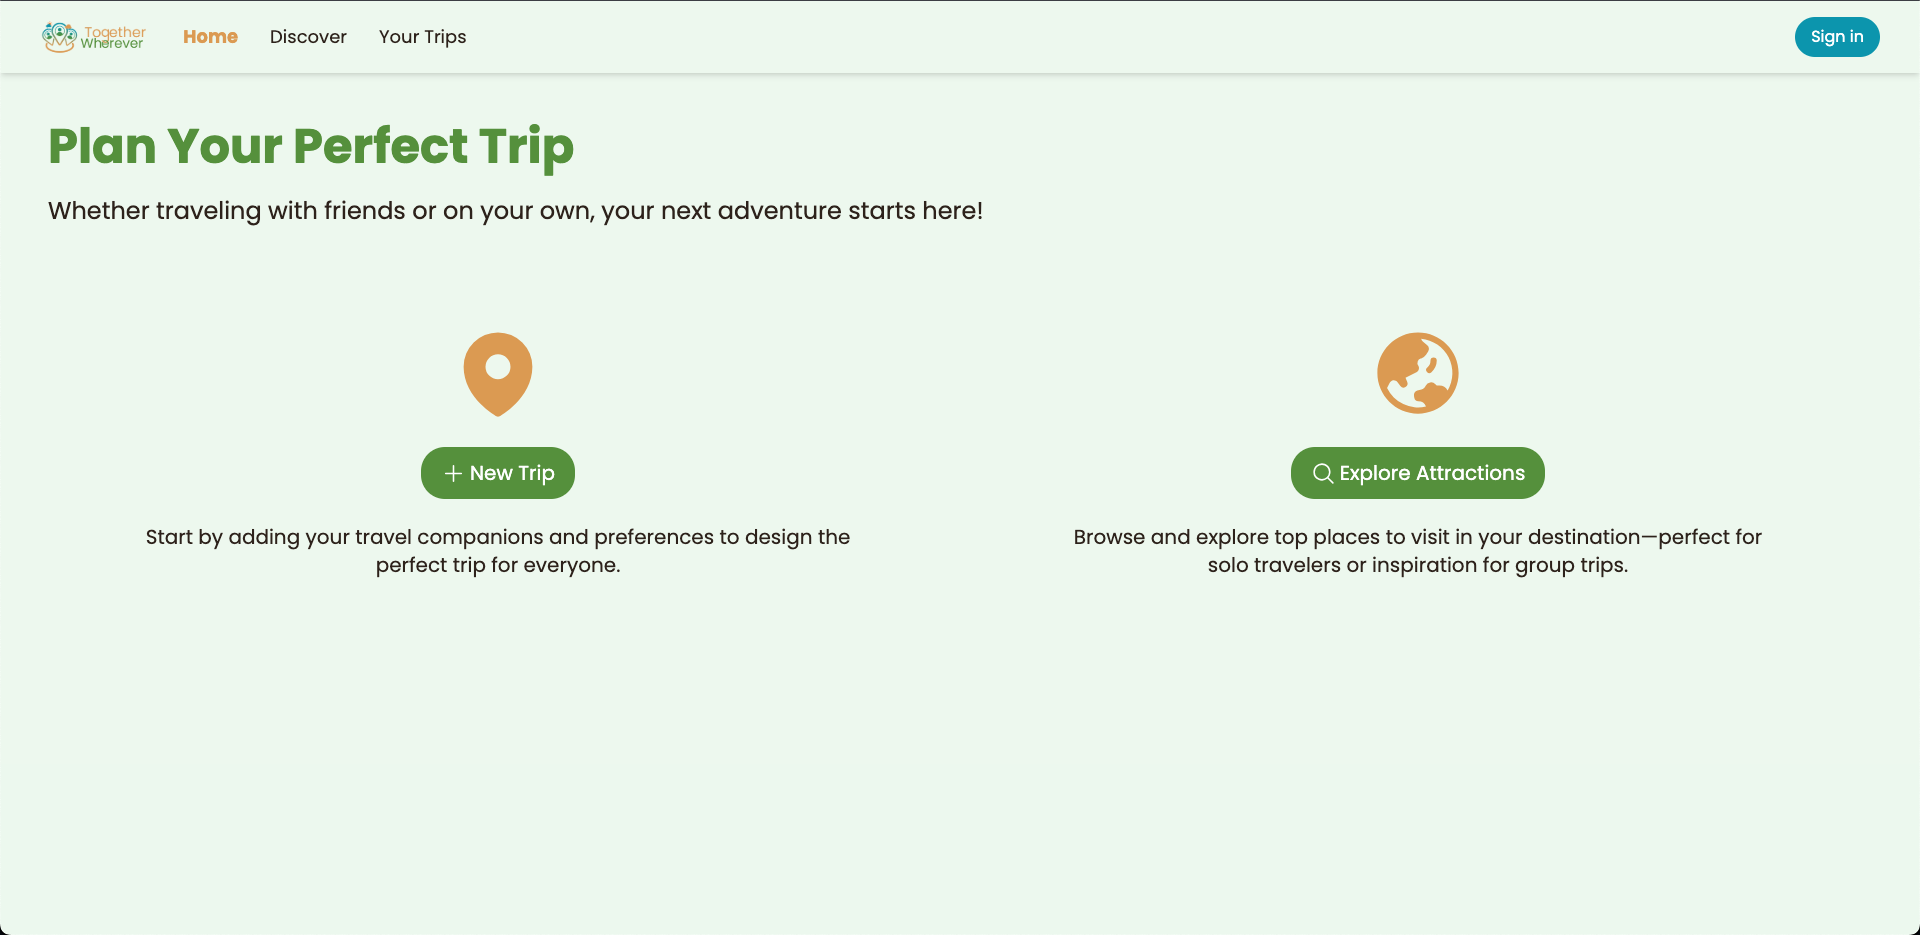 Together
Wherever
Home
Discover
Your Trips
Sign in
Plan Your Perfect Trip
Whether traveling with friends or on your own, your next adventure starts here!
New Trip
Start by adding your travel companions and preferences to design the
perfect trip for everyone.
Explore Attractions
Browse and explore top places to visit in your destination—perfect for
solo travelers or inspiration for group trips.